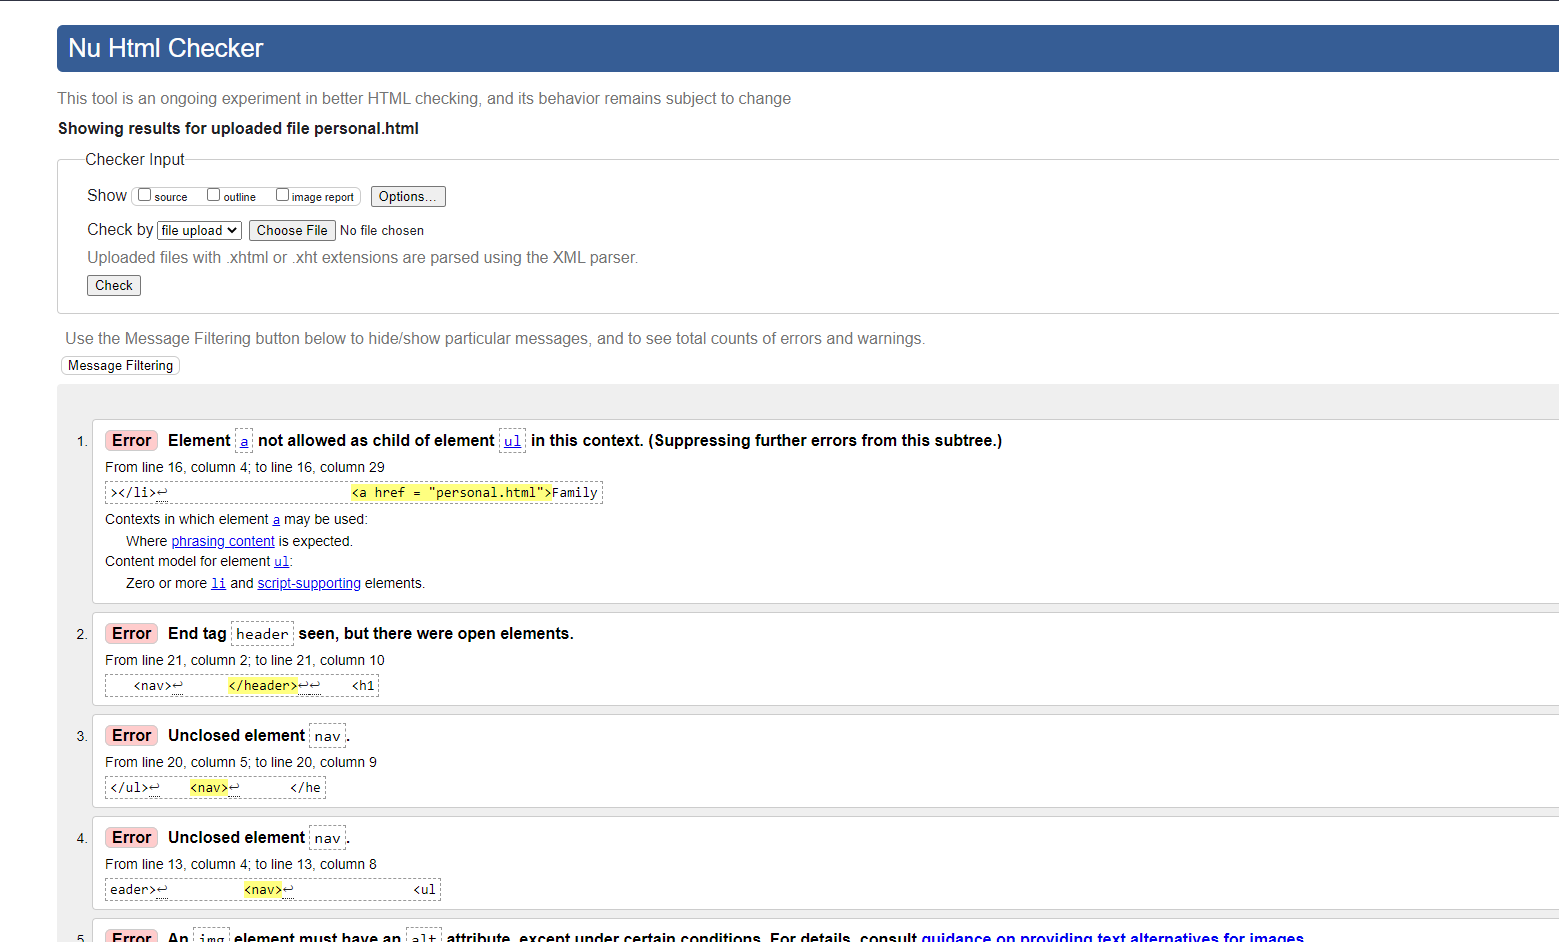 Nu Html Checker
This tool is an ongoing experiment in better HTML checking, and its behavior remains subject to change
Showing results for uploaded file personal.html
Checker Input
Show source outline image report Options...
Check by file upload Choose File No file chosen
Uploaded files with .xhtml or .xht extensions are parsed using the XML parser.
Check
Use the Message Filtering button below to hide/show particular messages, and to see total counts of errors and warnings.
Message Filtering
1. Error Element a not allowed as child of element ul in this context. (Suppressing further errors from this subtree.)
From line 16, column 4; to line 16, column 29
></li>↩ <a href = "personal.html">Family
Contexts in which element a may be used:
Where phrasing content is expected.
Content model for element ul:
Zero or more li and script-supporting elements.
2. Error End tag header seen, but there were open elements.
From line 21, column 2; to line 21, column 10
<nav>↩ </header>↩↩ <h1
3. Error Unclosed element nav.
From line 20, column 5; to line 20, column 9
</ul>↩ <nav>↩ </he
4. Error Unclosed element nav.
From line 13, column 4; to line 13, column 8
eader>↩ <nav>↩ <ul
5. Error An img element must have an alt attribute, except under certain conditions. For details, consult guidance on providing text alternatives for images.